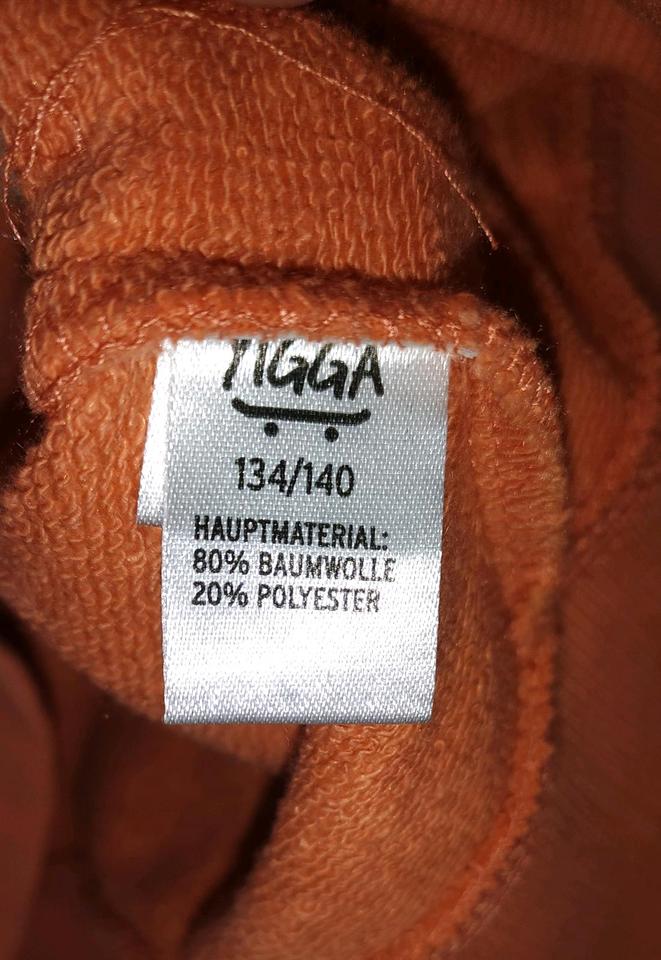 YIGGA
134/140
HAUPTMATERIAL:
80% BAUMWOLLE
20% POLYESTER